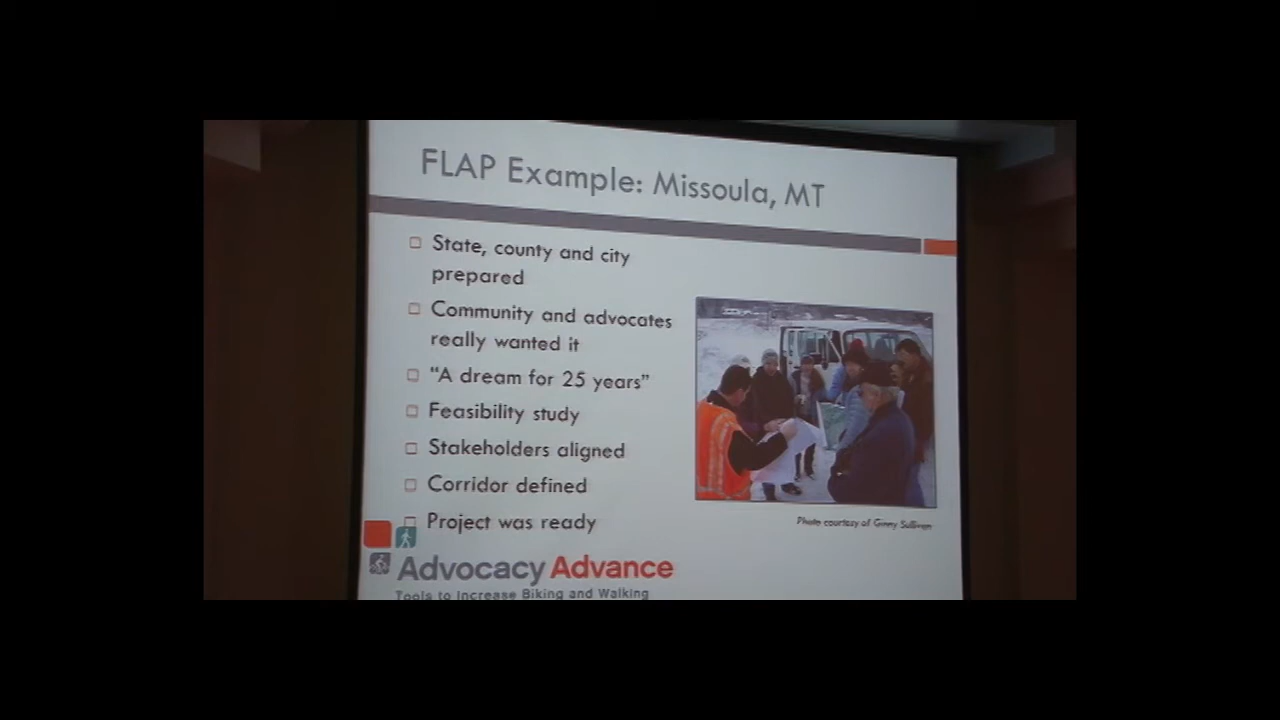 FLAP Example: Missoula, MT
State, county and city
prepared
Community and advocates
really wanted it
"A dream for 25 years"
Feasibility study
Stakeholders aligned
Corridor defined
Project was ready
Photo courtesy of Ginny Sullivan
Advocacy Advance
Tools to Increase Biking and Walking